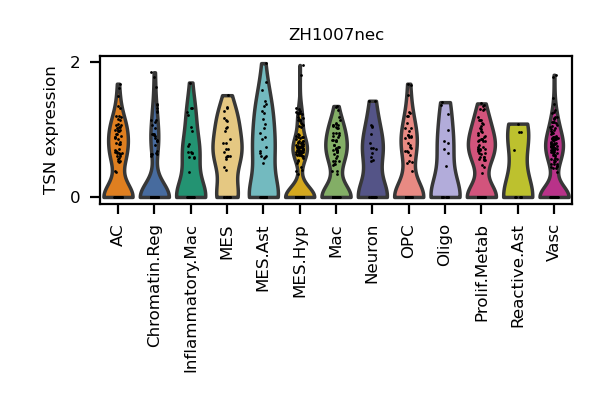 ZH1007nec
TSN expression
2
0
AC
Chromatin.Reg
Inflammatory.Mac
MES
MES.Ast
MES.Hyp
Mac
Neuron
OPC
Oligo
Prolif.Metab
Reactive.Ast
Vasc